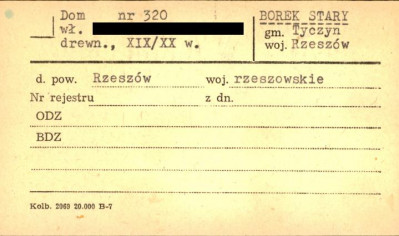 Dom nr 320
wł.
drewn., XIX/XX w.
BOREK STARY
gm. Tyczyn
woj. Rzeszów
d. pow. Rzeszów woj. rzeszowskie
Nr rejestru z dn.
ODZ
BDZ
Kolb. 2060 20.000 B-7